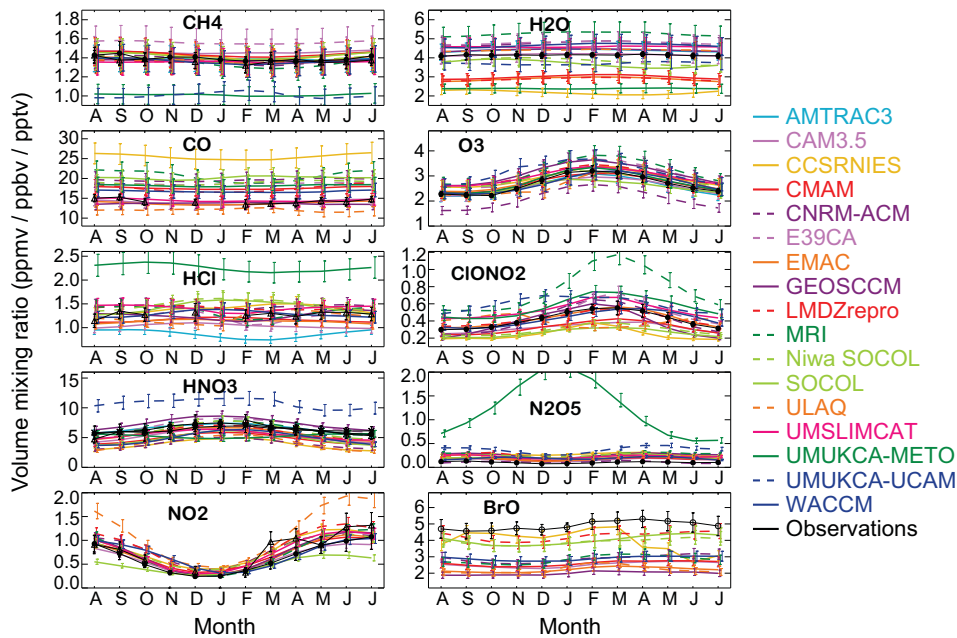 Volume mixing ratio (ppmv / ppbv / pptv)
CH4
1.8
1.6
1.4
1.2
1.0
A S O N D J F M A M J J
H2O
6
5
4
3
2
A S O N D J F M A M J J
CO
30
25
20
15
10
A S O N D J F M A M J J
O3
5
4
3
2
1
A S O N D J F M A M J J
HCl
2.5
2.0
1.5
1.0
A S O N D J F M A M J J
ClONO2
1.2
1.0
0.8
0.6
0.4
0.2
A S O N D J F M A M J J
HNO3
15
10
5
0
A S O N D J F M A M J J
N2O5
2.0
1.5
1.0
0.5
0.0
A S O N D J F M A M J J
NO2
2.0
1.5
1.0
0.5
0.0
A S O N D J F M A M J J
Month
BrO
6
5
4
3
2
A S O N D J F M A M J J
Month
AMTRAC3
CAM3.5
CCSRNIES
CMAM
CNRM-ACM
E39CA
EMAC
GEOSCCM
LMDZrepro
MRI
Niwa SOCOL
SOCOL
ULAQ
UMSLIMCAT
UMUKCA-METO
UMUKCA-UCAM
WACCM
Observations